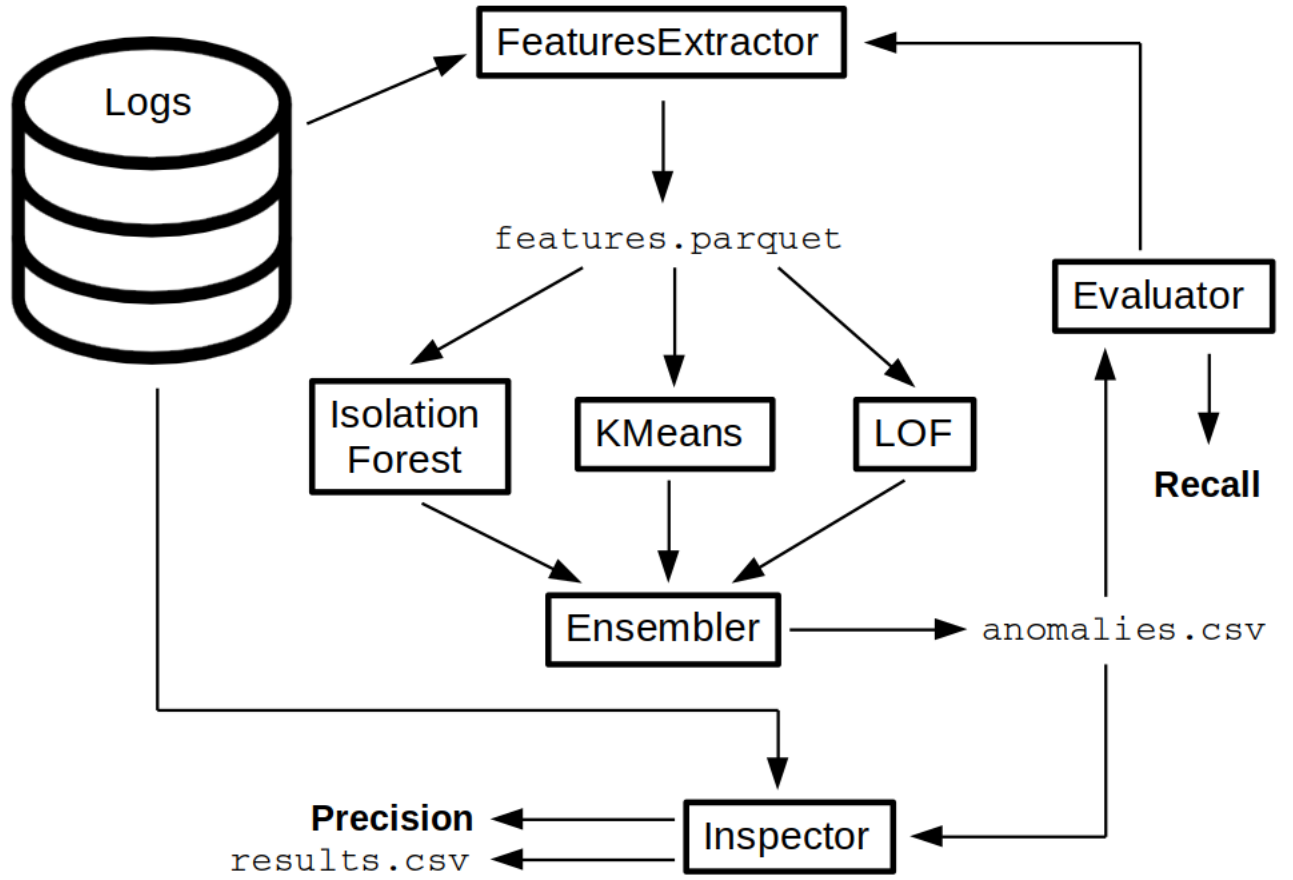 FeaturesExtractor
Logs
features.parquet
Evaluator
Isolation
Forest
KMeans
LOF
Recall
Ensembler
anomalies.csv
Precision
Inspector
results.csv